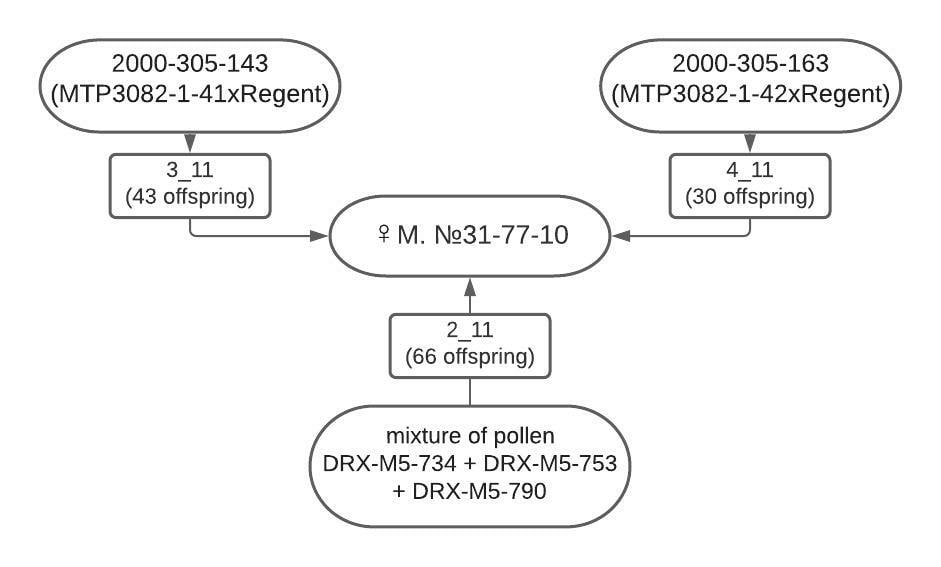 2000-305-143
(MTP3082-1-41xRegent)
2000-305-163
(MTP3082-1-42xRegent)
3_11
(43 offspring)
4_11
(30 offspring)
♀M. №31-77-10
2_11
(66 offspring)
mixture of pollen
DRX-M5-734 + DRX-M5-753
+ DRX-M5-790